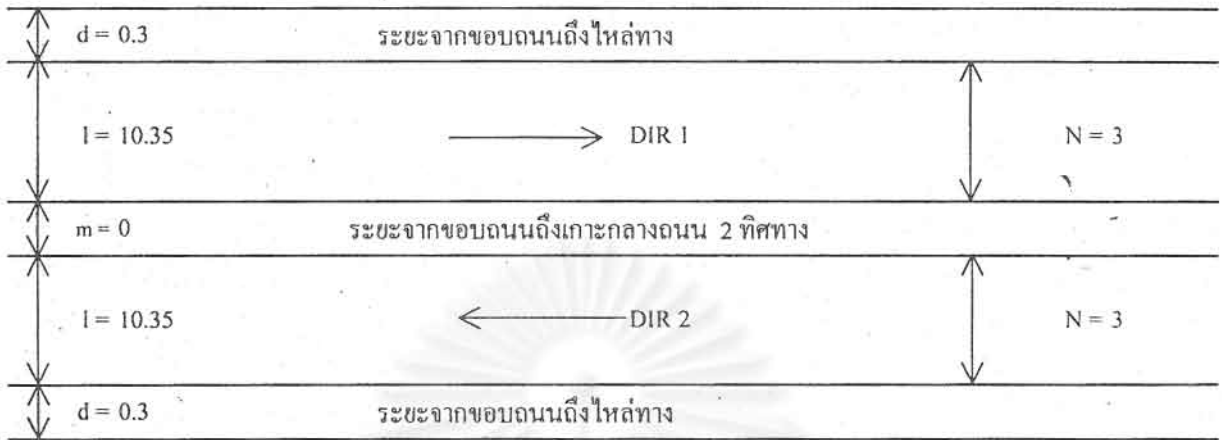 d = 0.3 ระยะจากขอบถนนถึงไหล่ทาง
l = 10.35 DIR 1 N = 3
m = 0 ระยะจากขอบถนนถึงเกาะกลางถนน 2 ทิศทาง
l = 10.35 DIR 2 N = 3
d = 0.3 ระยะจากขอบถนนถึงไหล่ทาง